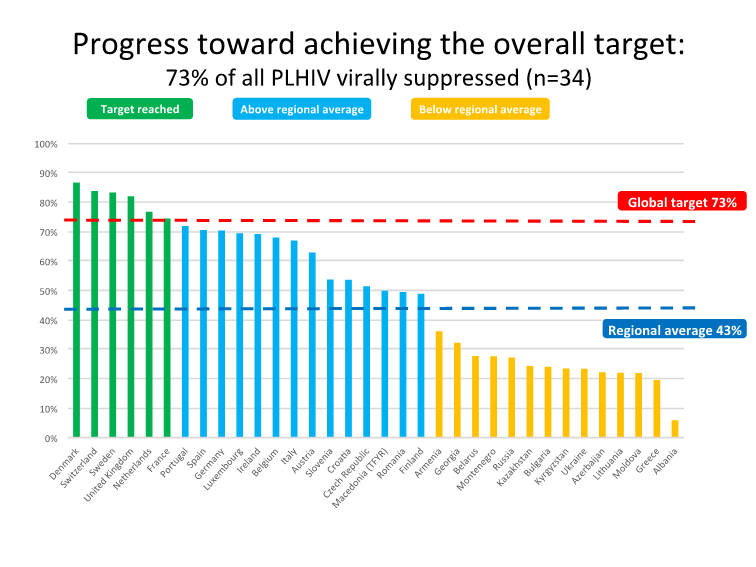 Progress toward achieving the overall target:
73% of all PLHIV virally suppressed (n=34)
Target reached
Above regional average
Below regional average
100%
90%
80%
70%
60%
50%
40%
30%
20%
10%
0%
Global target 73%
Regional average 43%
Denmark
Switzerland
Sweden
United Kingdom
Netherlands
France
Portugal
Spain
Germany
Luxembourg
Ireland
Belgium
Italy
Austria
Slovenia
Croatia
Czech Republic
Macedonia (TFYR)
Romania
Finland
Armenia
Georgia
Belarus
Montenegro
Russia
Kazakhstan
Bulgaria
Kyrgyzstan
Ukraine
Azerbaijan
Lithuania
Moldova
Greece
Albania